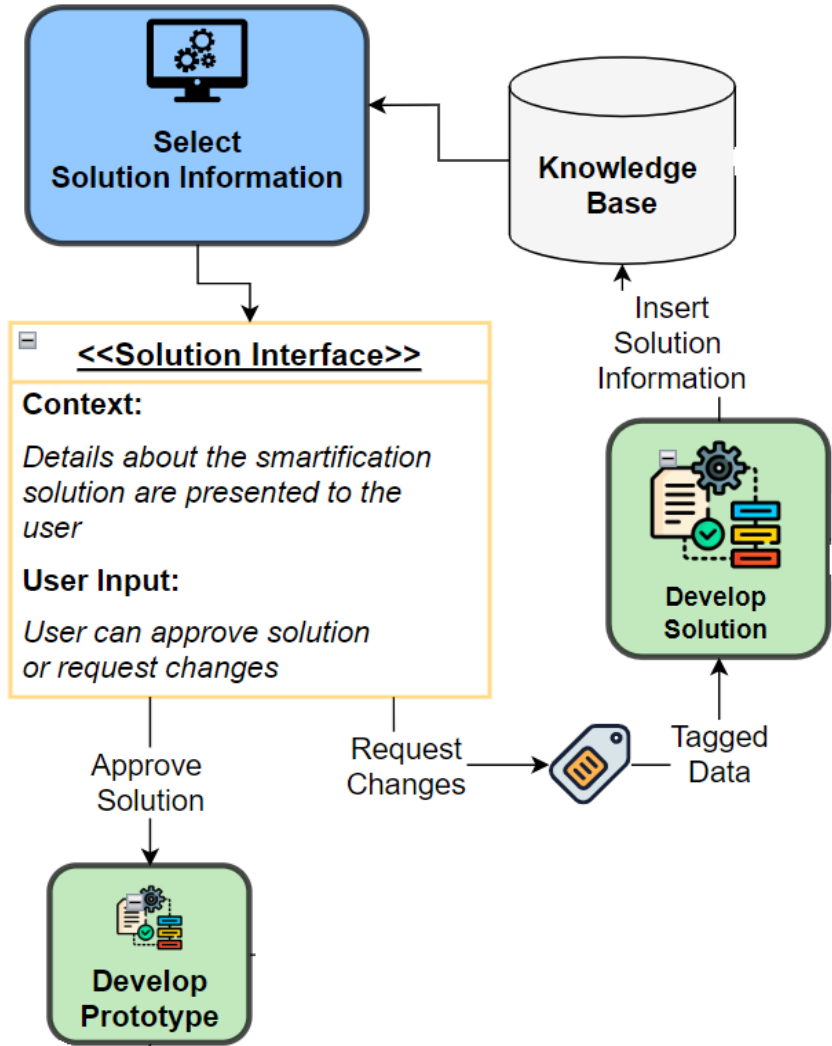 Select
Solution Information
Knowledge
Base
<<Solution Interface>>
Context:
Details about the smartification
solution are presented to the
user
User Input:
User can approve solution
or request changes
Insert
Solution
Information
Develop
Solution
Approve
Solution
Request
Changes
Tagged
Data
Develop
Prototype